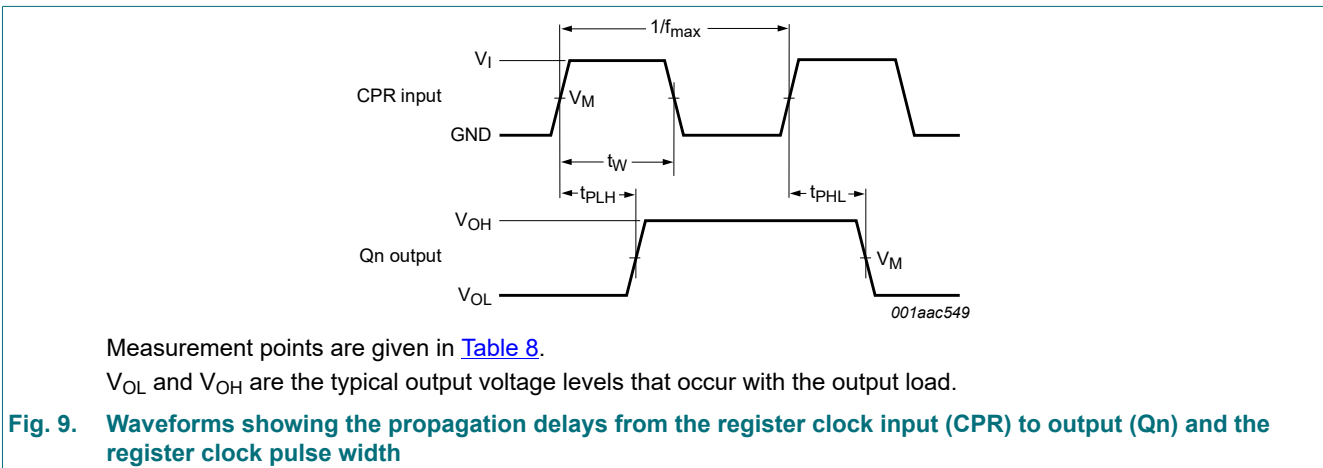 1/fmax
VI
CPR input
VM
GND
tW
tPLH
tPHL
VOH
Qn output
VM
VOL
001aac549
Measurement points are given in Table 8.
VOL and VOH are the typical output voltage levels that occur with the output load.
Fig. 9. Waveforms showing the propagation delays from the register clock input (CPR) to output (Qn) and the
register clock pulse width